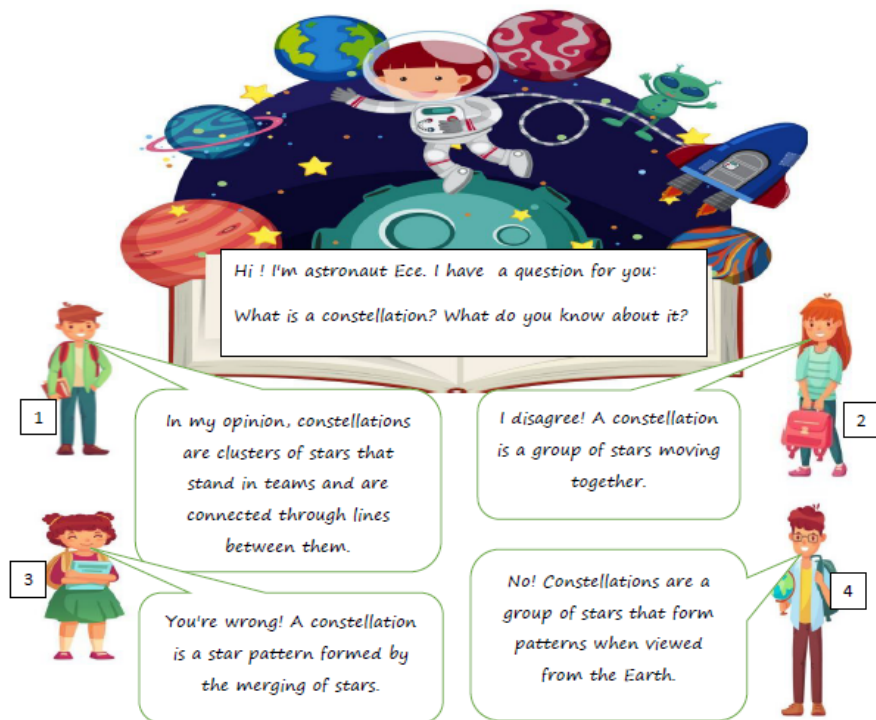 Hi ! I'm astronaut Ece. I have a question for you:
What is a constellation? What do you know about it?
1
In my opinion, constellations
are clusters of stars that
stand in teams and are
connected through lines
between them.
I disagree! A constellation
is a group of stars moving
together.
2
3
You're wrong! A constellation
is a star pattern formed by
the merging of stars.
No! Constellations are a
group of stars that form
patterns when viewed
from the Earth.
4